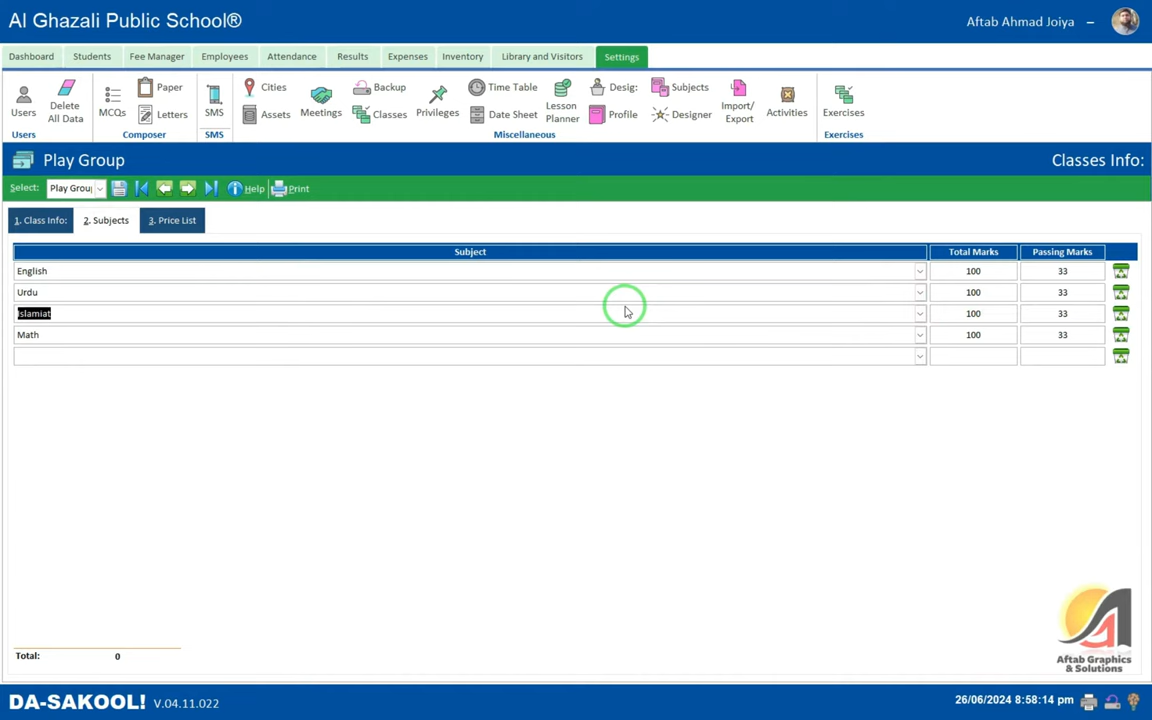 Al Ghazali Public School®
Aftab Ahmad Joiya –
Dashboard Students Fee Manager Employees Attendance Results Expenses Inventory Library and Visitors Settings
Users
Delete All Data
Users
MCQs
Paper
Letters
Composer
SMS
SMS
Cities
Assets
Meetings
Backup
Classes
Privileges
Time Table
Date Sheet
Lesson Planner
Desig:
Profile
Subjects
Designer
Import/ Export
Activities
Miscellaneous
Exercises
Exercises
Play Group
Classes Info:
Select: Play Grou Help Print
1. Class Info: 2. Subjects 3. Price List
Subject Total Marks Passing Marks
English 100 33
Urdu 100 33
Islamiat 100 33
Math 100 33
Total: 0
Aftab Graphics
& Solutions
DA-SAKOOL! V.04.11.022
26/06/2024 8:58:14 pm